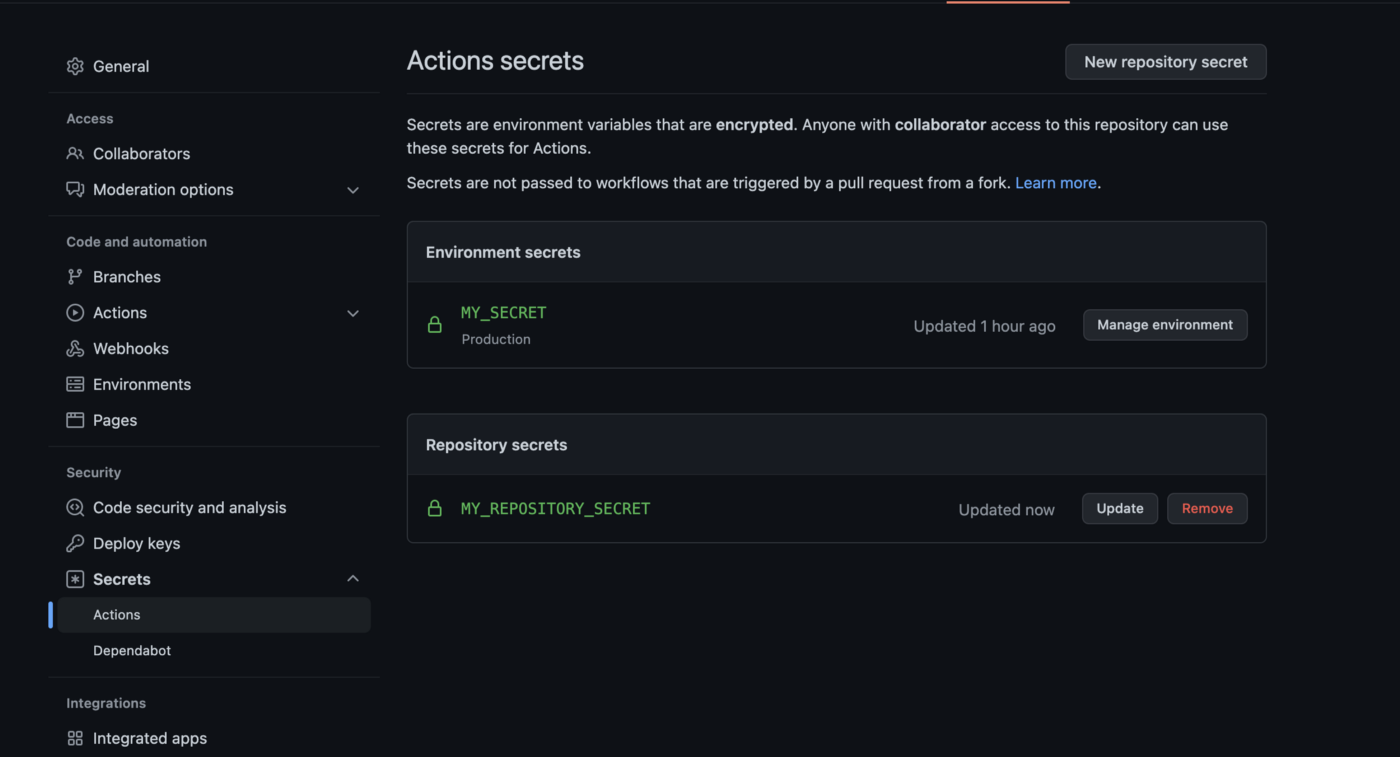 General
Access
Collaborators
Moderation options
Code and automation
Branches
Actions
Webhooks
Environments
Pages
Security
Code security and analysis
Deploy keys
Secrets
Actions
Dependabot
Integrations
Integrated apps
Actions secrets
New repository secret
Secrets are environment variables that are encrypted. Anyone with collaborator access to this repository can use
these secrets for Actions.
Secrets are not passed to workflows that are triggered by a pull request from a fork. Learn more.
Environment secrets
MY_SECRET
Production
Updated 1 hour ago
Manage environment
Repository secrets
MY_REPOSITORY_SECRET
Updated now
Update
Remove